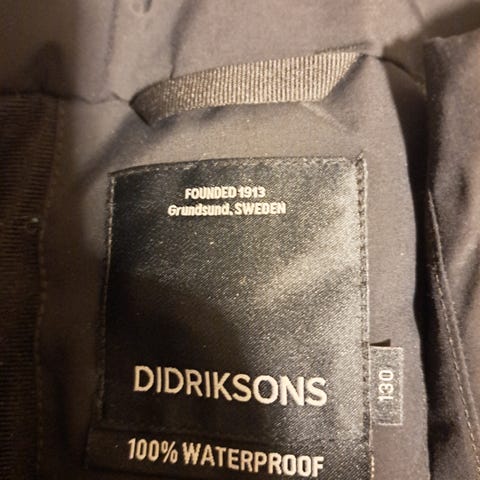 FOUNDED 1913
Grundsund, SWEDEN
DIDRIKSONS
130
100% WATERPROOF